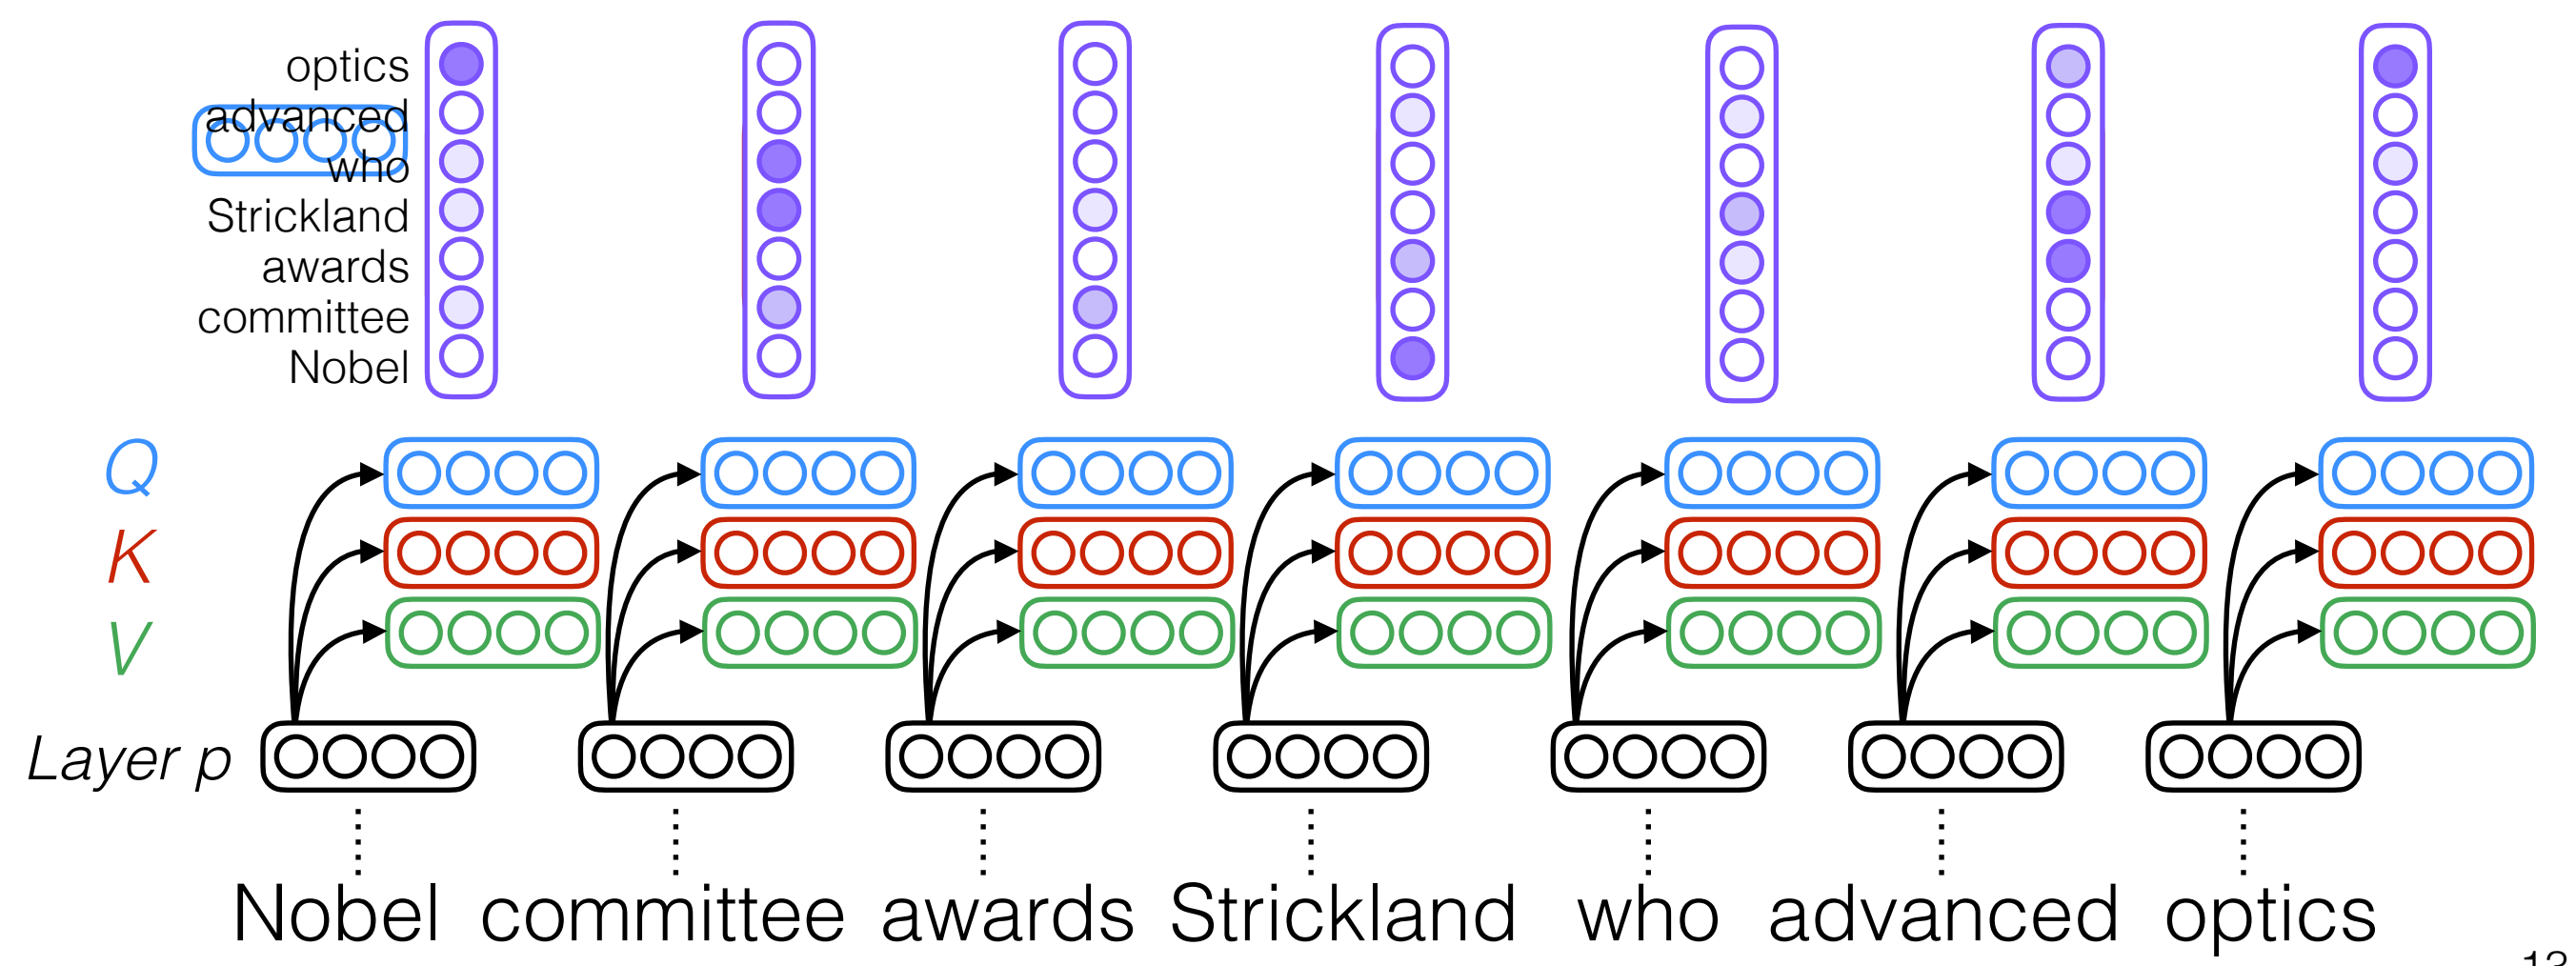 optics
advanced
who
Strickland
awards
committee
Nobel
Q
K
V
Layer p
Nobel committee awards Strickland who advanced optics